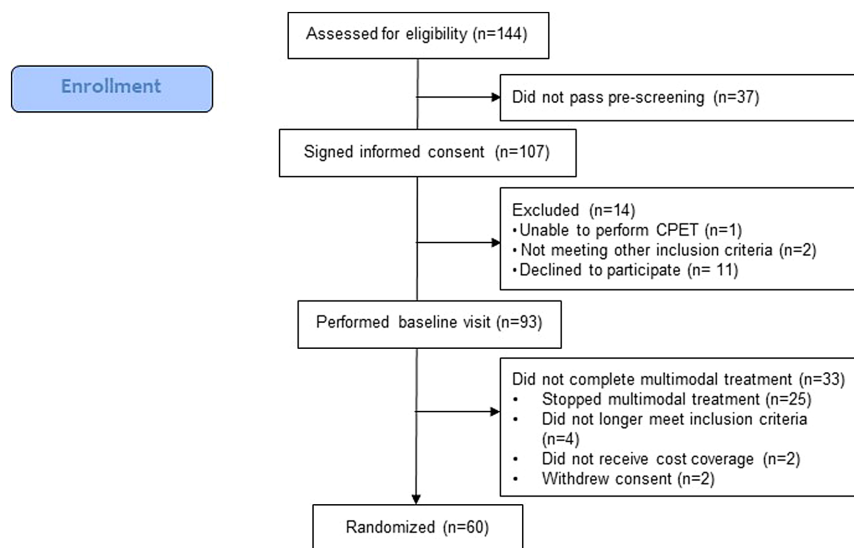 Assessed for eligibility (n=144)
Enrollment
Did not pass pre-screening (n=37)
Signed informed consent (n=107)
Excluded (n=14)
•Unable to perform CPET (n=1)
•Not meeting other inclusion criteria (n=2)
•Declined to participate (n= 11)
Performed baseline visit (n=93)
Did not complete multimodal treatment (n=33)
• Stopped multimodal treatment (n=25)
• Did not longer meet inclusion criteria
(n=4)
• Did not receive cost coverage (n=2)
• Withdrew consent (n=2)
Randomized (n=60)